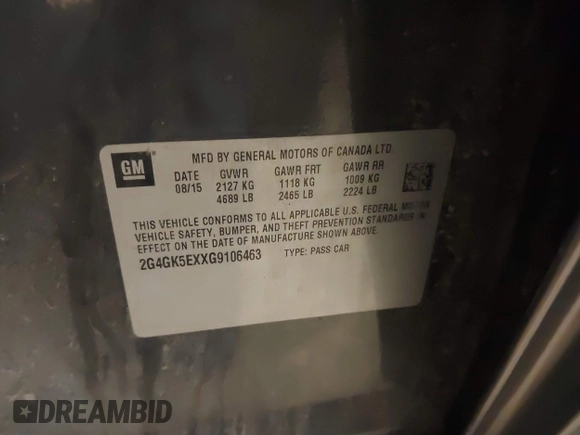 GM
MFD BY GENERAL MOTORS OF CANADA LTD.
DATE GVWR GAWR FRT GAWR RR
08/15 2127 KG 1118 KG 1009 KG
4689 LB 2465 LB 2224 LB
THIS VEHICLE CONFORMS TO ALL APPLICABLE U.S. FEDERAL MOTOR
VEHICLE SAFETY, BUMPER, AND THEFT PREVENTION STANDARDS IN
EFFECT ON THE DATE OF MANUFACTURE SHOWN ABOVE.
2G4GK5EXXG9106463 TYPE: PASS CAR
DREAMBID